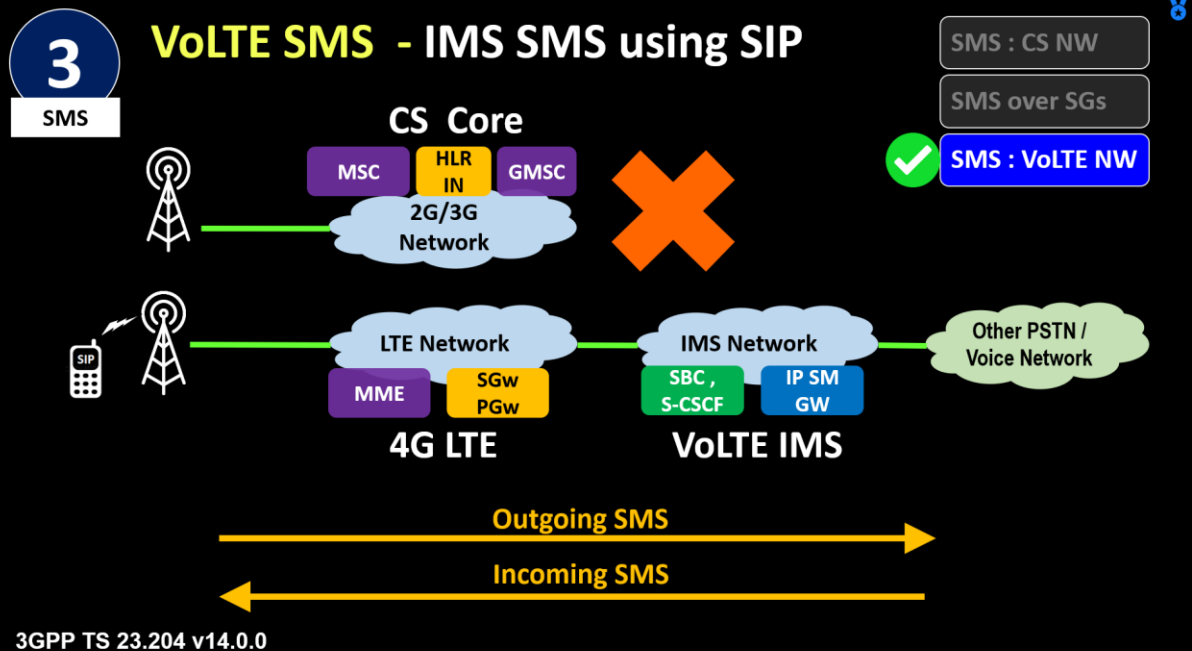 3
SMS
VoLTE SMS - IMS SMS using SIP
SMS : CS NW
SMS over SGs
SMS : VoLTE NW
CS Core
MSC
HLR
IN
GMSC
2G/3G
Network
SIP
LTE Network
MME
SGw
PGw
4G LTE
IMS Network
SBC ,
S-CSCF
IP SM
GW
VoLTE IMS
Other PSTN /
Voice Network
Outgoing SMS
Incoming SMS
3GPP TS 23.204 v14.0.0